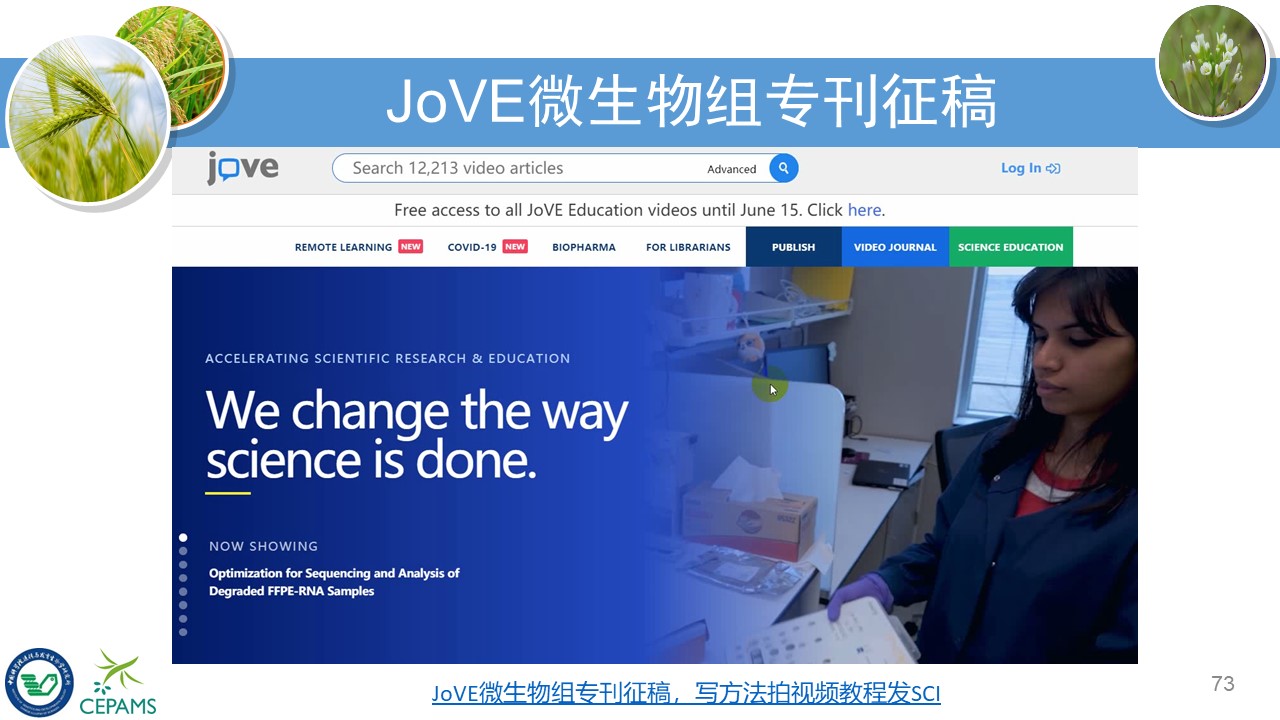 JoVE微生物组专刊征稿
jove
Search 12,213 video articles
Advanced
Log In
Free access to all JoVE Education videos until June 15. Click here.
REMOTE LEARNING NEW COVID-19 NEW BIOPHARMA FOR LIBRARIANS PUBLISH VIDEO JOURNAL SCIENCE EDUCATION
ACCELERATING SCIENTIFIC RESEARCH & EDUCATION
We change the way
science is done.
NOW SHOWING
Optimization for Sequencing and Analysis of
Degraded FFPE-RNA Samples
CEPAMS
JoVE微生物组专刊征稿，写方法拍视频教程发SCI
73